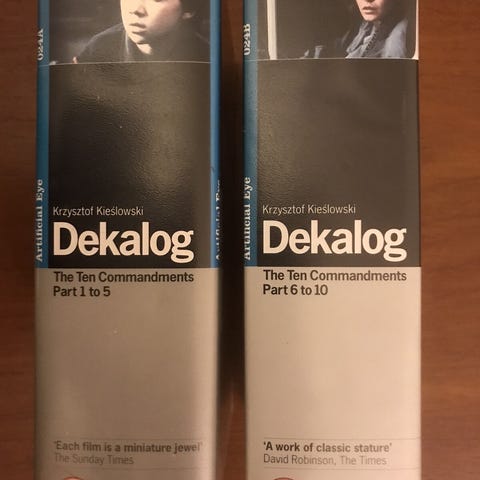 024A
Artificial Eye
Krzysztof Kieślowski
Dekalog
The Ten Commandments
Part 1 to 5
'Each film is a miniature jewel'
The Sunday Times
Artificial Eye
024B
Artificial Eye
Krzysztof Kieślowski
Dekalog
The Ten Commandments
Part 6 to 10
'A work of classic stature'
David Robinson, The Times